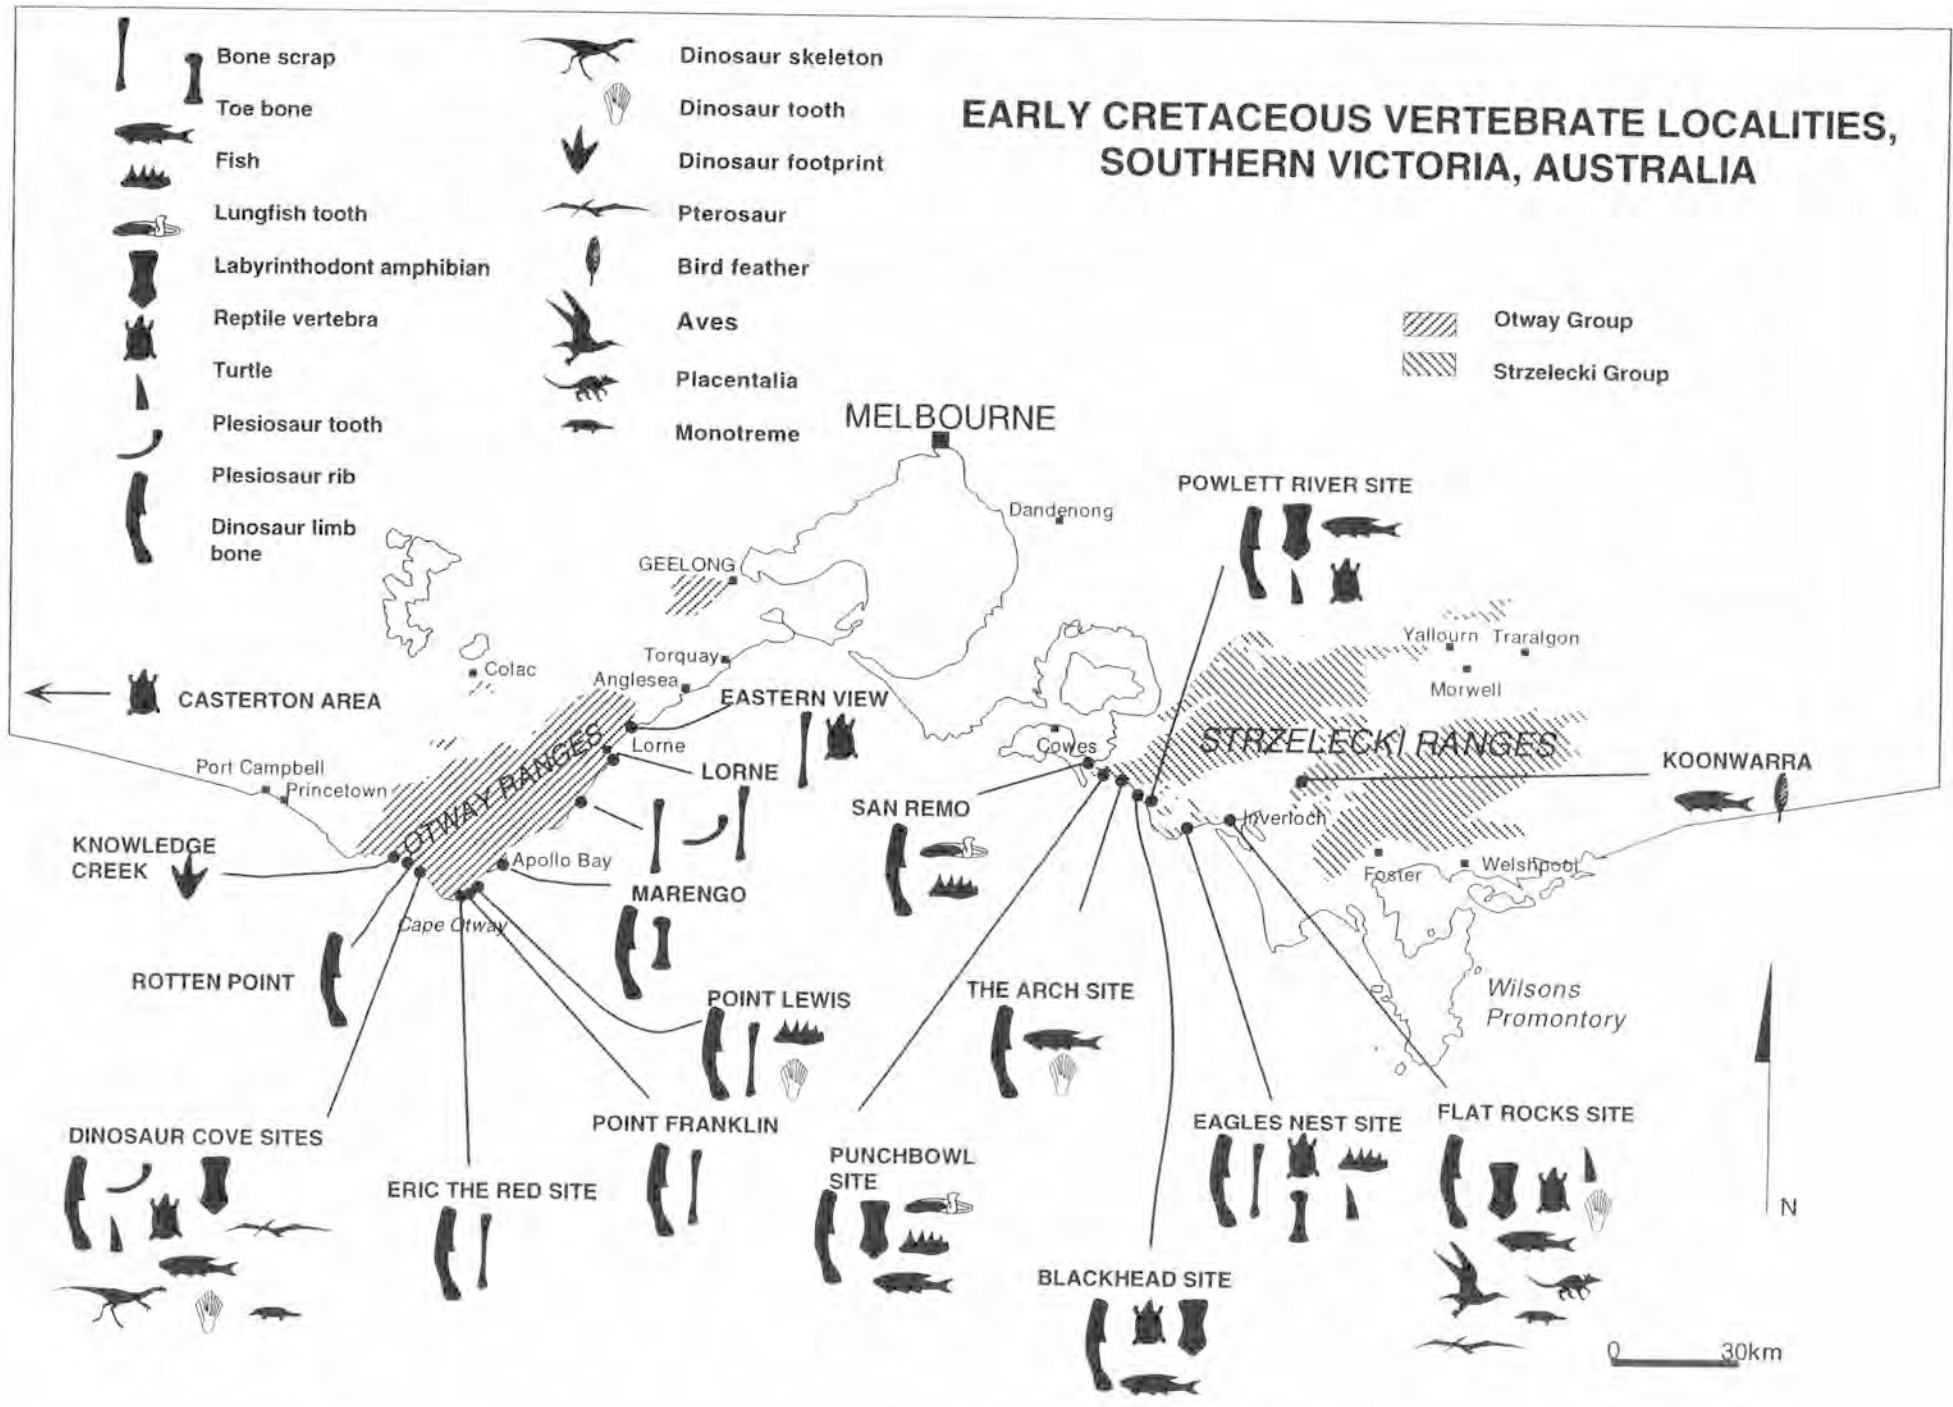 Bone scrap
Toe bone
Fish
Lungfish tooth
Labyrinthodont amphibian
Reptile vertebra
Turtle
Plesiosaur tooth
Plesiosaur rib
Dinosaur limb
bone
Dinosaur skeleton
Dinosaur tooth
Dinosaur footprint
Pterosaur
Bird feather
Aves
Placentalia
Monotreme
EARLY CRETACEOUS VERTEBRATE LOCALITIES,
SOUTHERN VICTORIA, AUSTRALIA
Otway Group
Strzelecki Group
MELBOURNE
Dandenong
GEELONG
POWLETT RIVER SITE
Yallourn
Traralgon
Morwell
Torquay
Colac
Anglesea
CASTERTON AREA
EASTERN VIEW
OTWAY RANGES
Lorne
LORNE
Port Campbell
Princetown
Cowes
STRZELECKI RANGES
KOONWARRA
SAN REMO
Inverloch
KNOWLEDGE
CREEK
Apollo Bay
MARENGO
Foster
Welshpool
Cape Otway
ROTTEN POINT
POINT LEWIS
THE ARCH SITE
Wilsons
Promontory
DINOSAUR COVE SITES
POINT FRANKLIN
EAGLES NEST SITE
FLAT ROCKS SITE
ERIC THE RED SITE
PUNCHBOWL
SITE
BLACKHEAD SITE
N
0 30km